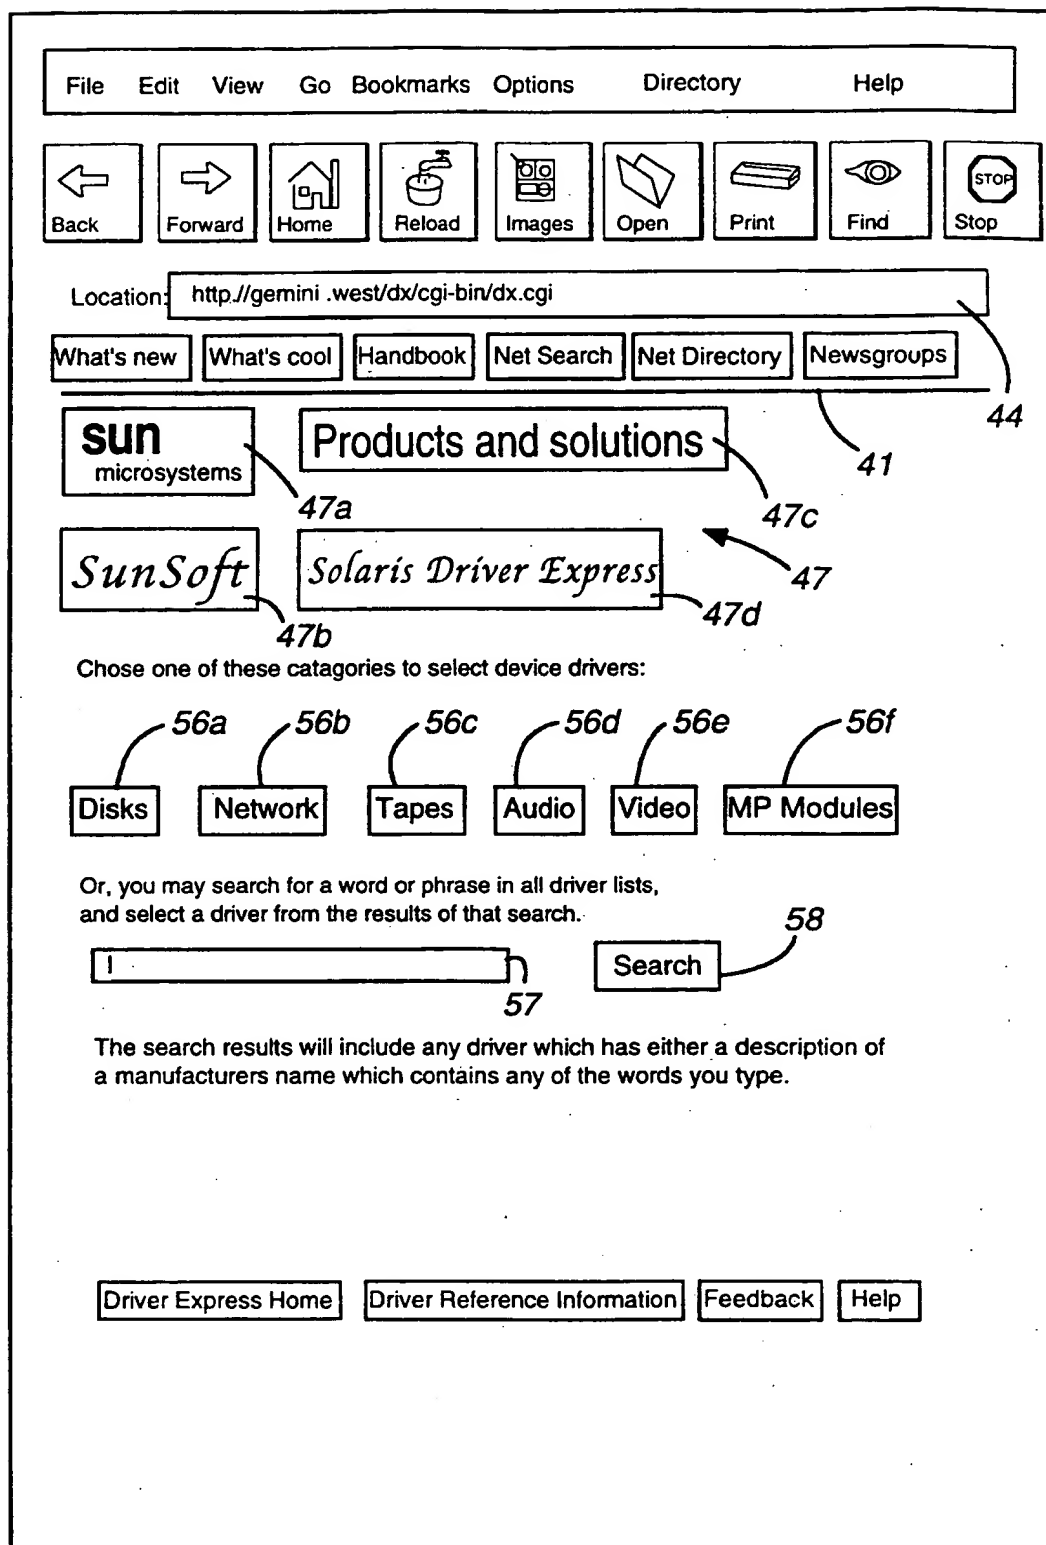 File Edit View Go Bookmarks Options Directory Help
STOP
Back Forward Home Reload Images Open Print Find Stop
Location: http.//gemini .west/dx/cgi-bin/dx.cgi
What's new What's cool Handbook Net Search Net Directory Newsgroups
44
41
sun
microsystems
Products and solutions
47a
47c
SunSoft
Solaris Driver Express
47
47b
47d
Chose one of these catagories to select device drivers:
56a 56b 56c 56d 56e 56f
Disks Network Tapes Audio Video MP Modules
Or, you may search for a word or phrase in all driver lists,
and select a driver from the results of that search.
58
Search
57
The search results will include any driver which has either a description of
a manufacturers name which contains any of the words you type.
Driver Express Home Driver Reference Information Feedback Help